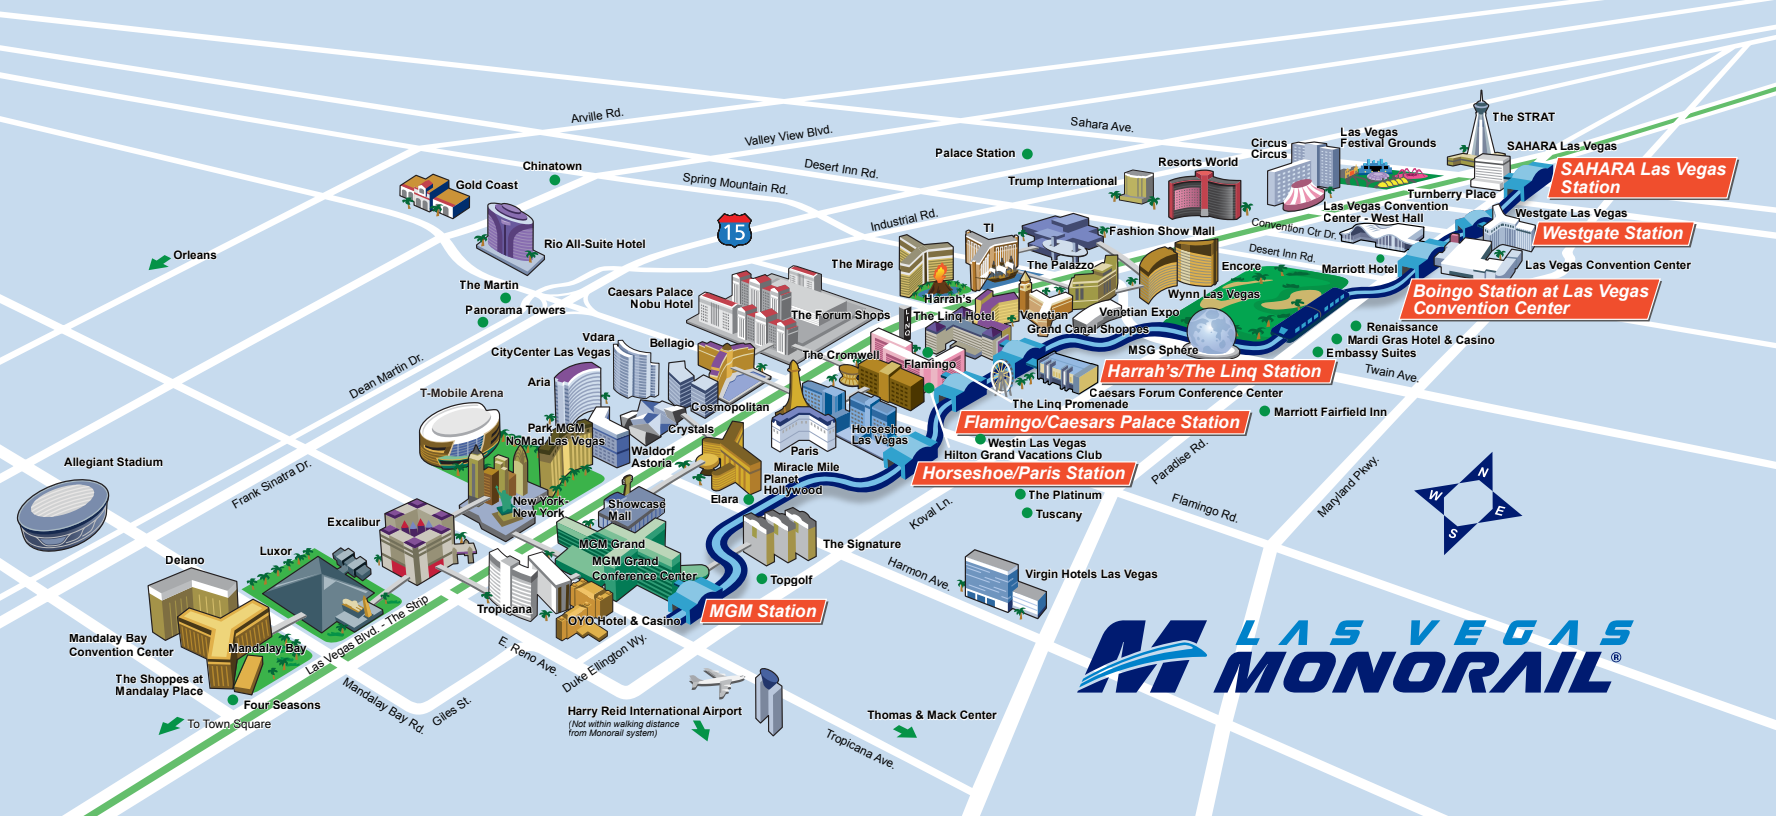 Arville Rd.
Valley View Blvd.
Sahara Ave.
The STRAT
Las Vegas
Festival Grounds
Circus
Circus
SAHARA Las Vegas
Palace Station
Desert Inn Rd.
Resorts World
Chinatown
SAHARA Las Vegas
Station
Gold Coast
Spring Mountain Rd.
Trump International
Turnberry Place
Las Vegas Convention
Center - West Hall
Westgate Las Vegas
Industrial Rd.
15
TI
Fashion Show Mall
Convention Ctr Dr.
Westgate Station
Rio All-Suite Hotel
Orleans
Desert Inn Rd.
The Mirage
The Palazzo
Encore
Marriott Hotel
Las Vegas Convention Center
The Martin
Caesars Palace
Nobu Hotel
Harrah's
Wynn Las Vegas
Boingo Station at Las Vegas
Convention Center
Panorama Towers
The Forum Shops
LINQ
The Linq Hotel
Venetian
Venetian Expo
Grand Canal Shoppes
Renaissance
Mardi Gras Hotel & Casino
Embassy Suites
Vdara
CityCenter Las Vegas
Bellagio
The Cromwell
Flamingo
MSG Sphere
Harrah's/The Linq Station
Twain Ave.
Dean Martin Dr.
Aria
T-Mobile Arena
Caesars Forum Conference Center
The Linq Promenade
Cosmopolitan
Marriott Fairfield Inn
Flamingo/Caesars Palace Station
Park MGM
NoMad Las Vegas
Crystals
Horseshoe
Las Vegas
Westin Las Vegas
Hilton Grand Vacations Club
Waldorf
Astoria
Paris
Allegiant Stadium
Miracle Mile
Planet
Hollywood
Horseshoe/Paris Station
Paradise Rd.
Maryland Pkwy.
N
W
E
S
Frank Sinatra Dr.
Elara
New York-
New York
Showcase
Mall
The Platinum
Tuscany
Koval Ln.
Flamingo Rd.
Excalibur
MGM Grand
MGM Grand
Conference Center
The Signature
Luxor
Delano
Topgolf
Harmon Ave.
Virgin Hotels Las Vegas
Tropicana
MGM Station
OYO Hotel & Casino
Las Vegas Blvd. - The Strip
LAS VEGAS
MONORAIL®
Mandalay Bay
Convention Center
Mandalay Bay
E. Reno Ave.
Duke Ellington Wy.
The Shoppes at
Mandalay Place
Four Seasons
Mandalay Bay Rd.
Giles St.
To Town Square
Harry Reid International Airport
(Not within walking distance
from Monorail system)
Thomas & Mack Center
Tropicana Ave.